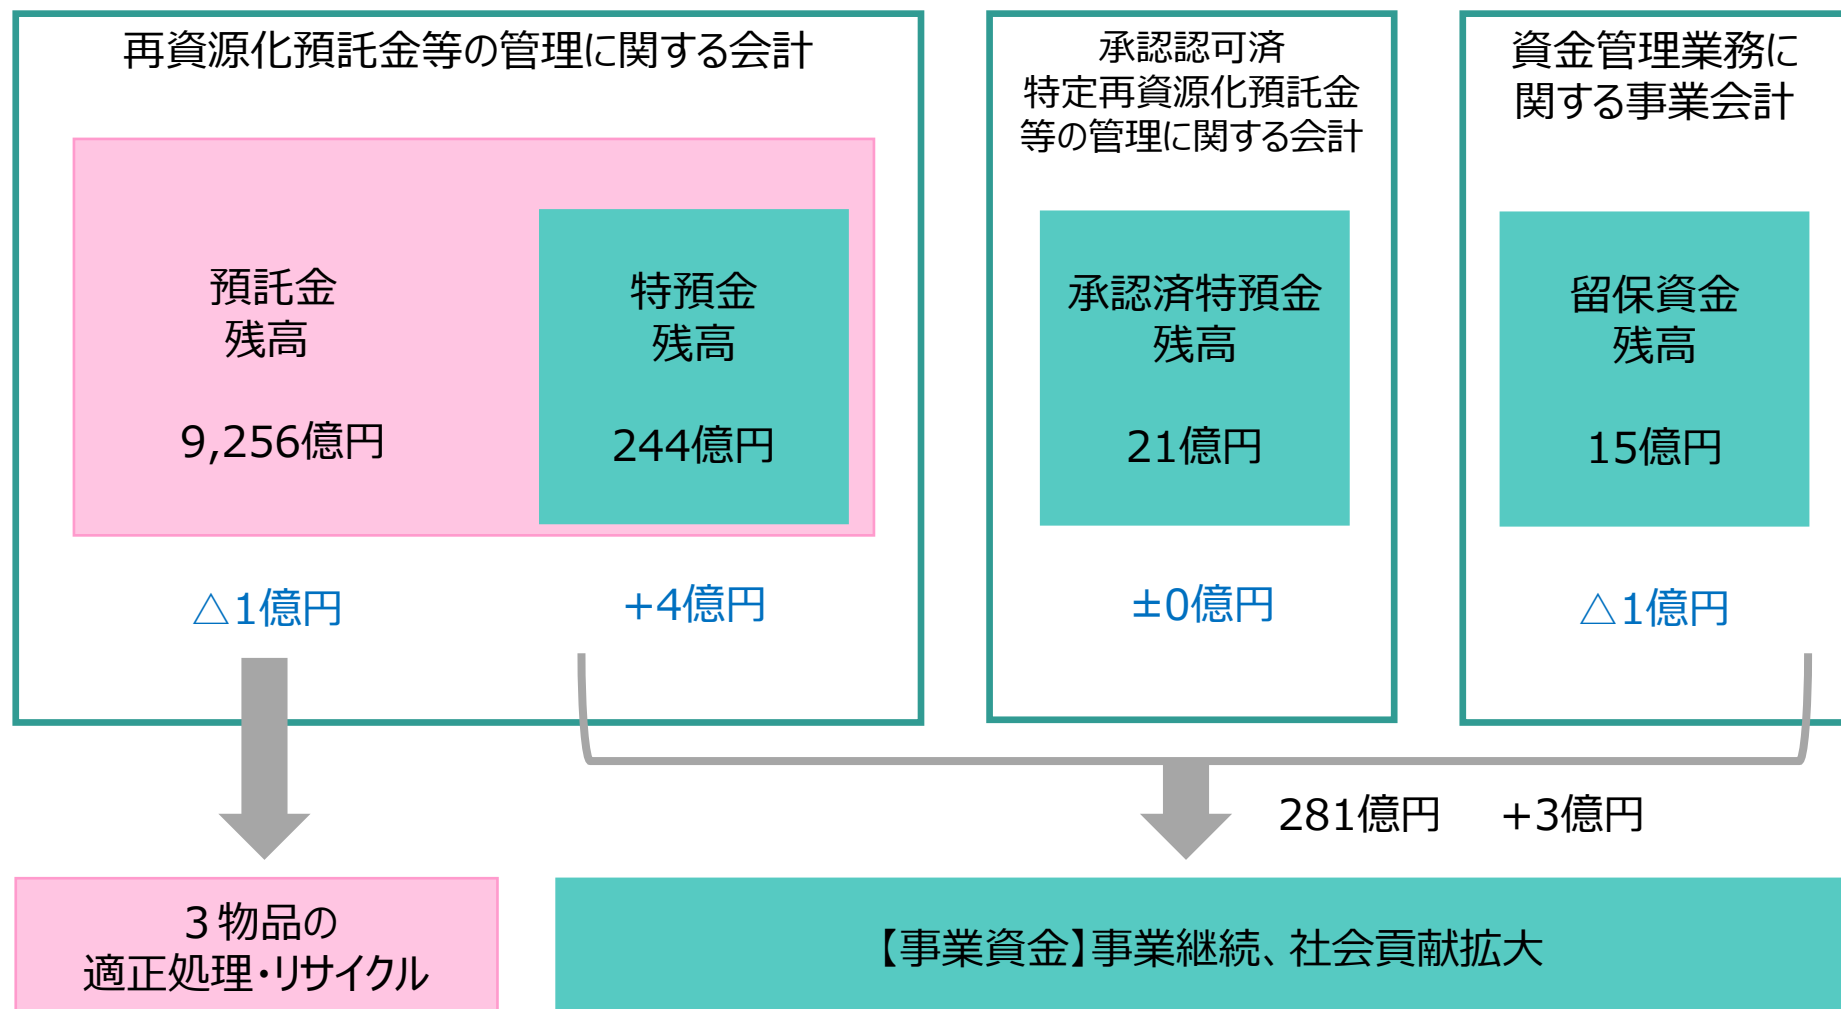 再資源化預託金等の管理に関する会計
預託金
残高
9,256億円
特預金
残高
244億円
△1億円
+4億円
承認認可済
特定再資源化預託金
等の管理に関する会計
承認済特預金
残高
21億円
±0億円
資金管理業務に
関する事業会計
留保資金
残高
15億円
△1億円
281億円 +3億円
３物品の
適正処理・リサイクル
【事業資金】事業継続、社会貢献拡大